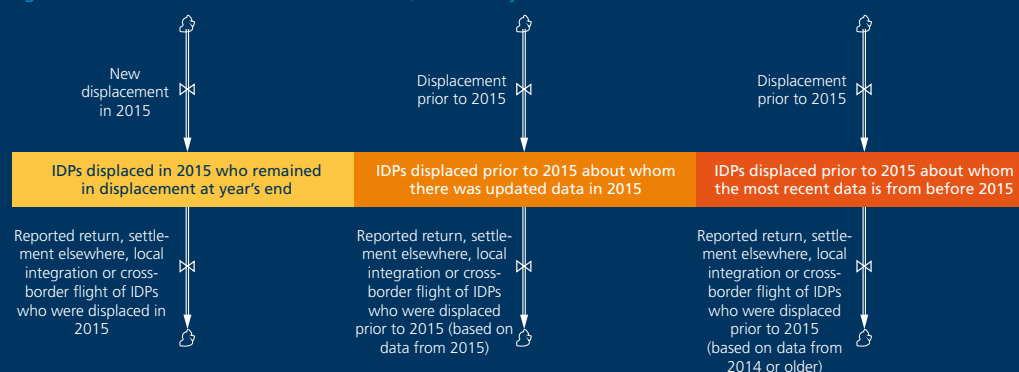 New
displacement
in 2015
Displacement
prior to 2015
Displacement
prior to 2015
IDPs displaced in 2015 who remained
in displacement at year's end
IDPs displaced prior to 2015 about whom
there was updated data in 2015
IDPs displaced prior to 2015 about whom
the most recent data is from before 2015
Reported return, settle-
ment elsewhere, local
integration or cross-
border flight of IDPs
who were displaced in
2015
Reported return, settle-
ment elsewhere, local
integration or cross-
border flight of IDPs
who were displaced
prior to 2015 (based on
data from 2015)
Reported return, settle-
ment elsewhere, local
integration or cross-
border flight of IDPs
who were displaced
prior to 2015
(based on data from
2014 or older)